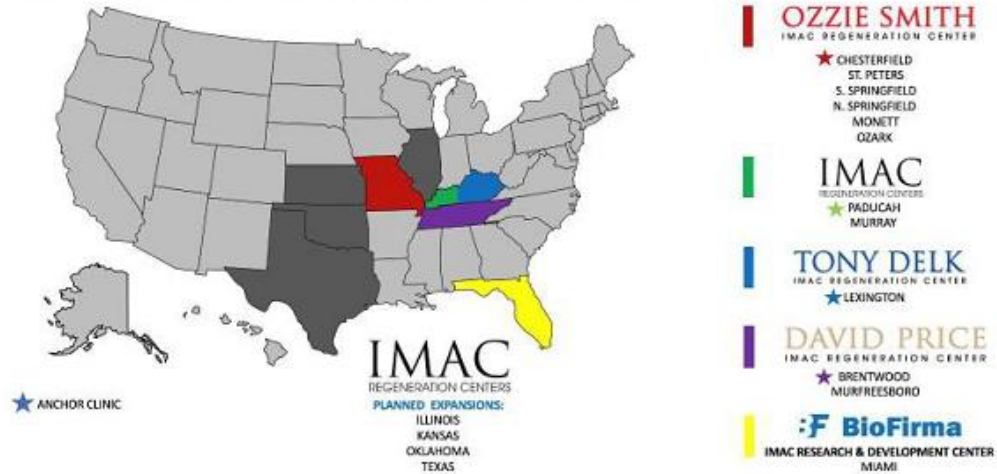 OZZIE SMITH
IMAC REGENERATION CENTER
CHESTERFIELD
ST. PETERS
S. SPRINGFIELD
N. SPRINGFIELD
MONETT
OZARK
IMAC
REGENERATION CENTERS
PADUCAH
MURRAY
TONY DELK
IMAC REGENERATION CENTER
LEXINGTON
DAVID PRICE
IMAC REGENERATION CENTER
BRENTWOOD
MURFREESBORO
BioFirma
IMAC RESEARCH & DEVELOPMENT CENTER
MIAMI
IMAC
REGENERATION CENTERS
PLANNED EXPANSIONS:
ILLINOIS
KANSAS
OKLAHOMA
TEXAS
ANCHOR CLINIC